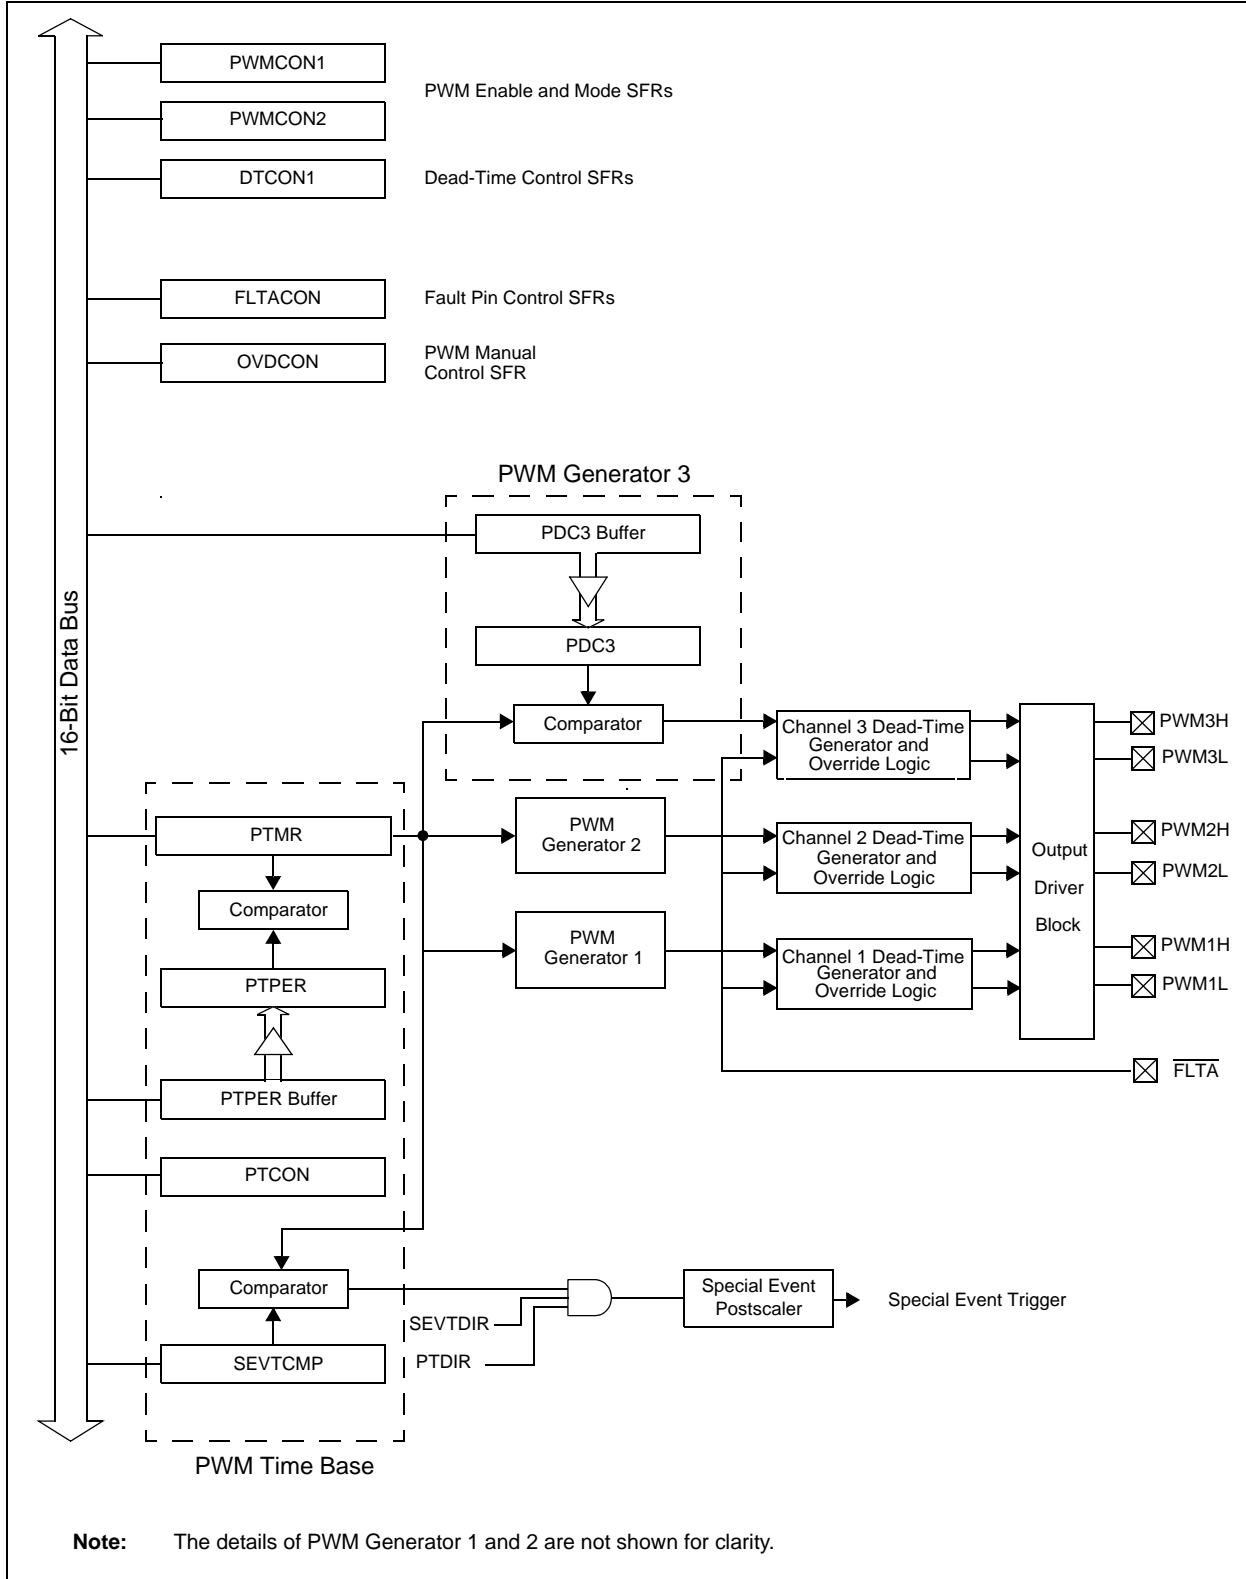 PWMCON1
PWM Enable and Mode SFRs
PWMCON2
DTCON1
Dead-Time Control SFRs
FLTACON
Fault Pin Control SFRs
OVDCON
PWM Manual
Control SFR
PWM Generator 3
PDC3 Buffer
16-Bit Data Bus
PDC3
Comparator
Channel 3 Dead-Time
Generator and
Override Logic
PWM3H
PWM3L
PTMR
PWM
Generator 2
Channel 2 Dead-Time
Generator and
Override Logic
PWM2H
PWM2L
Output
Driver
Block
Comparator
PWM
Generator 1
Channel 1 Dead-Time
Generator and
Override Logic
PWM1H
PWM1L
PTPER
FLTA
PTPER Buffer
PTCON
Comparator
Special Event
Postscaler
Special Event Trigger
SEVTDIR
PTDIR
SEVTCMP
PWM Time Base
Note: The details of PWM Generator 1 and 2 are not shown for clarity.